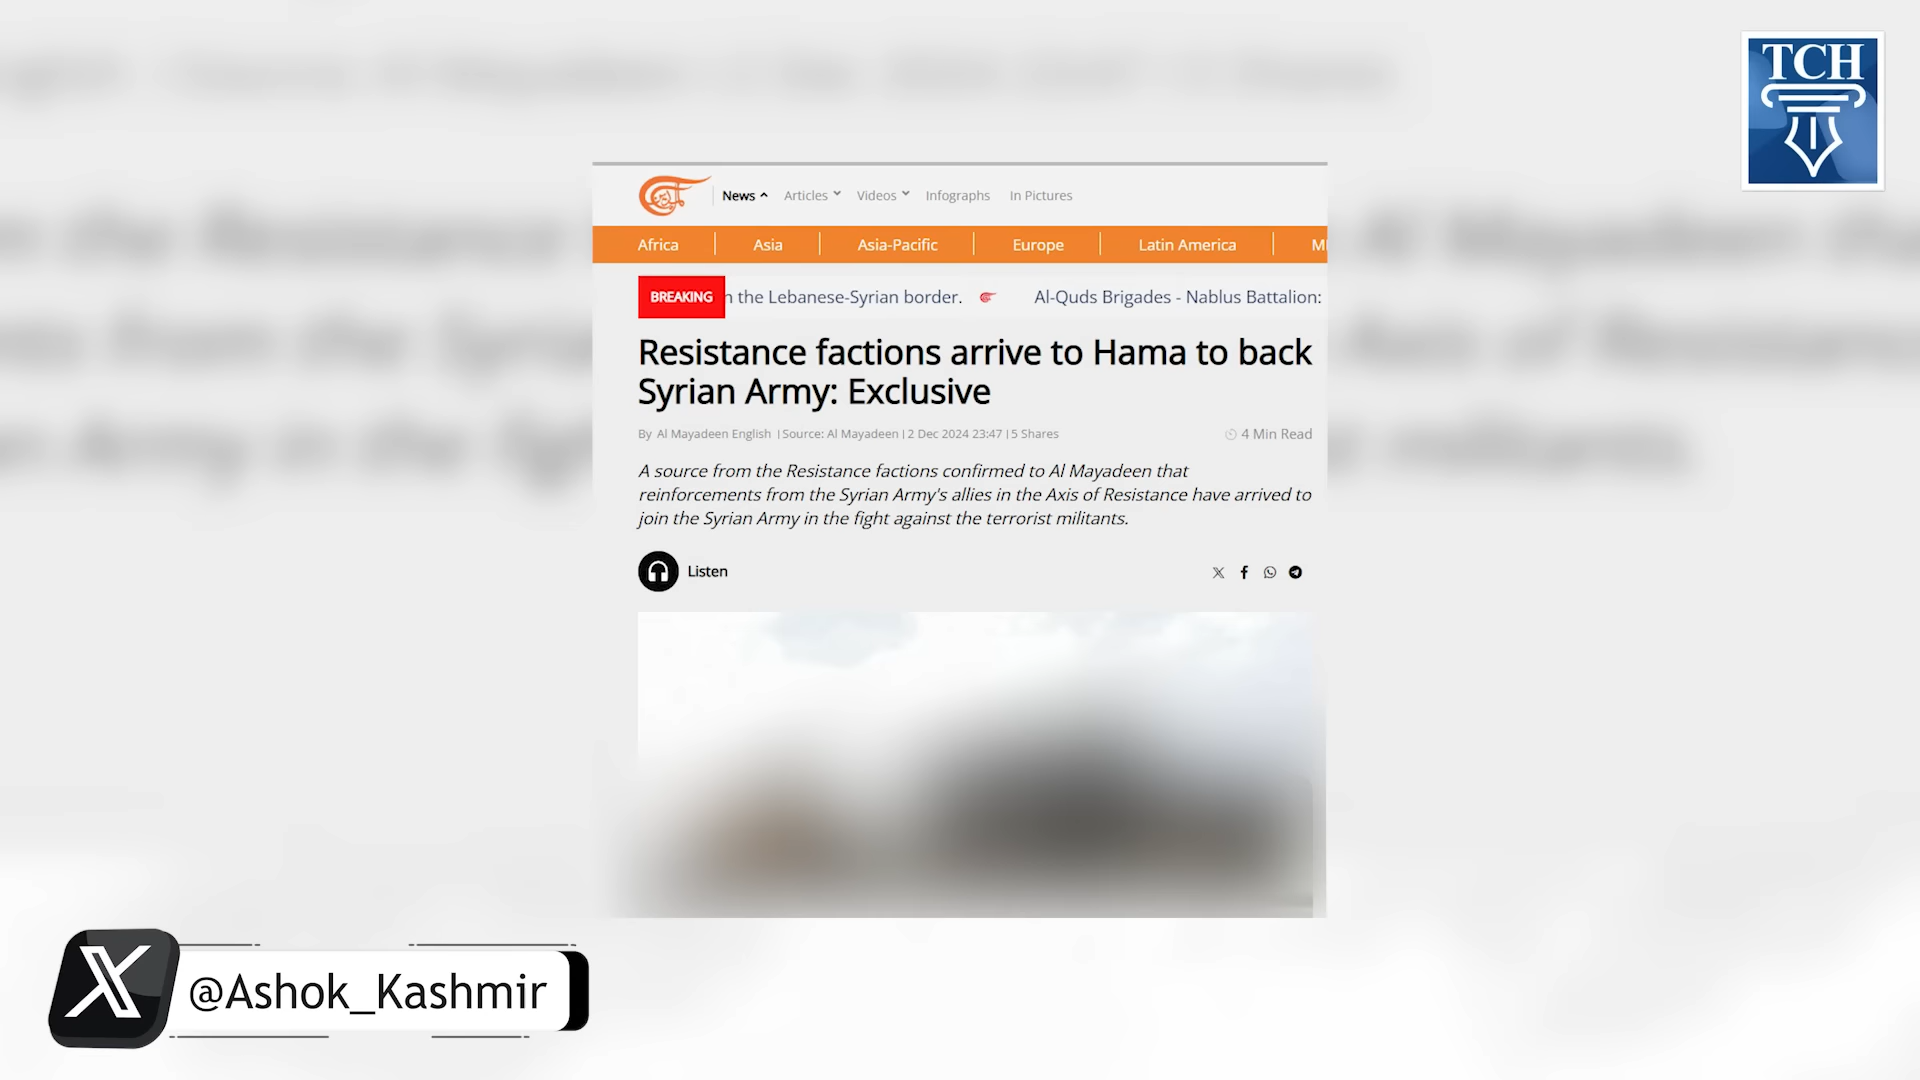 TCH
News Articles Videos Infographs In Pictures
Africa Asia Asia-Pacific Europe Latin America
BREAKING the Lebanese-Syrian border. Al-Quds Brigades - Nablus Battalion:
Resistance factions arrive to Hama to back
Syrian Army: Exclusive
By Al Mayadeen English | Source: Al Mayadeen | 2 Dec 2024 23:47 | 5 Shares
4 Min Read
A source from the Resistance factions confirmed to Al Mayadeen that
reinforcements from the Syrian Army's allies in the Axis of Resistance have arrived to
join the Syrian Army in the fight against the terrorist militants.
Listen
@Ashok_Kashmir